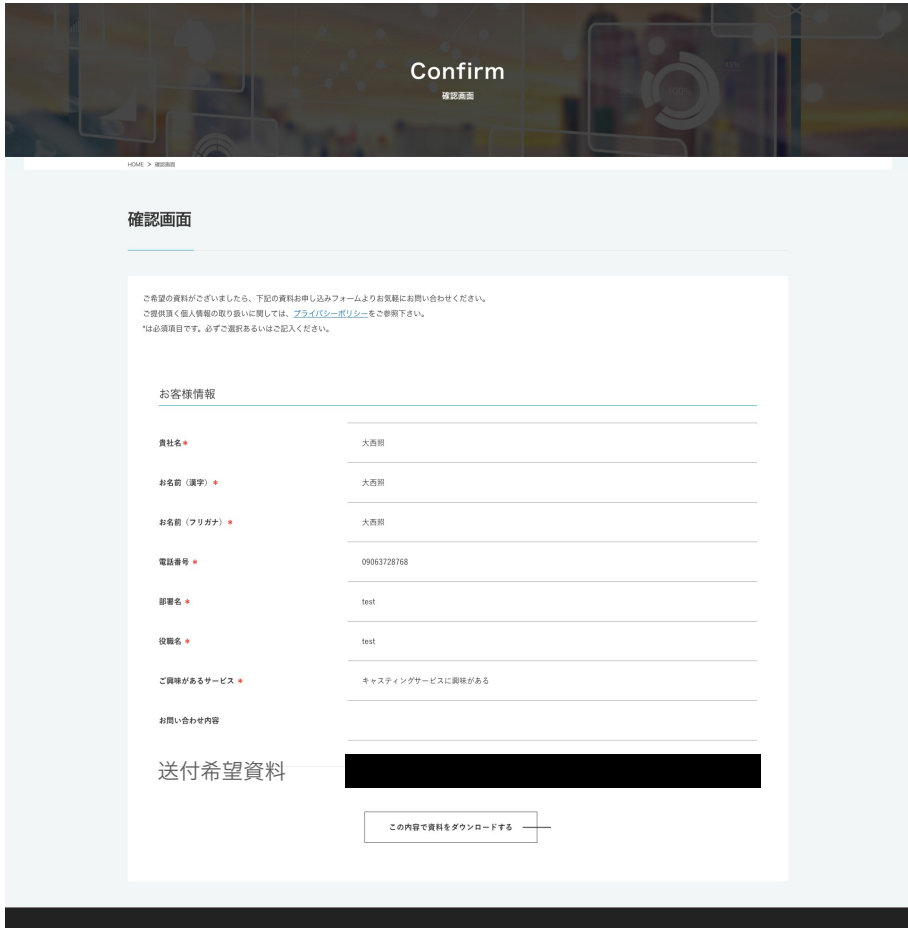 Confirm
確認画面
HOME > 確認画面
確認画面
ご希望の資料がございましたら、下記の資料お申し込みフォームよりお気軽にお問い合わせください。
ご提供頂く個人情報の取り扱いに関しては、プライバシーポリシーをご参照下さい。
*は必須項目です。必ずご選択あるいはご記入ください。
お客様情報
貴社名* 大西照
お名前（漢字）* 大西照
お名前（フリガナ）* 大西照
電話番号* 09063728768
部署名* test
役職名* test
ご興味があるサービス* キャスティングサービスに興味がある
お問い合わせ内容
送付希望資料
この内容で資料をダウンロードする